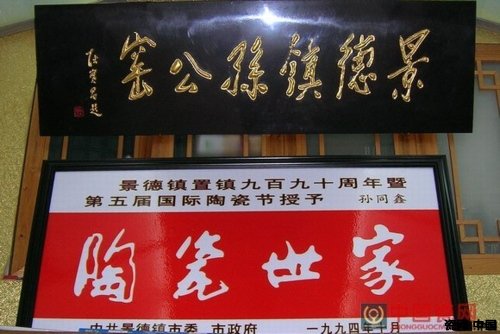 景德鎮孫公窑
景德镇置镇九百九十周年暨
第五届国际陶瓷节授予 孙同鑫
陶瓷世家
中共景德镇市委 市政府 一九九四年十月